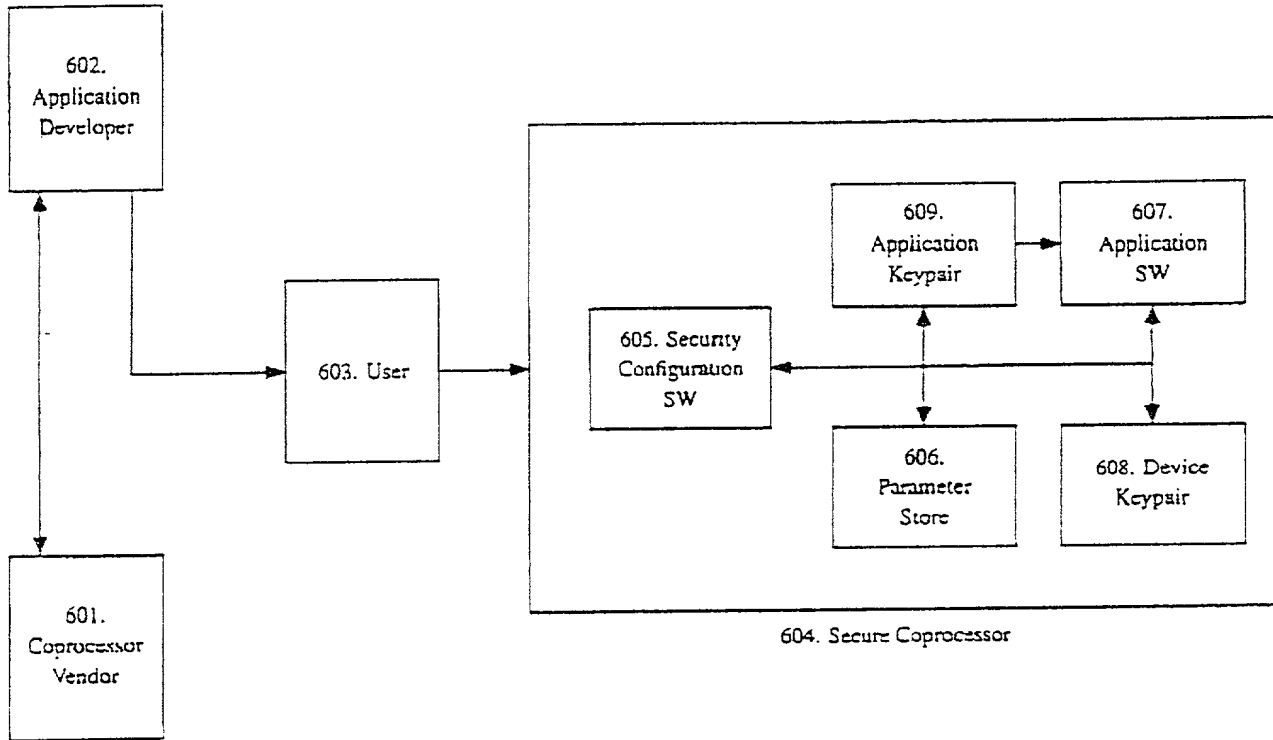 602.
Application
Developer
609.
Application
Keypair
607.
Application
SW
603. User
605. Security
Configuration
SW
606.
Parameter
Store
608. Device
Keypair
601.
Coprocessor
Vendor
604. Secure Coprocessor